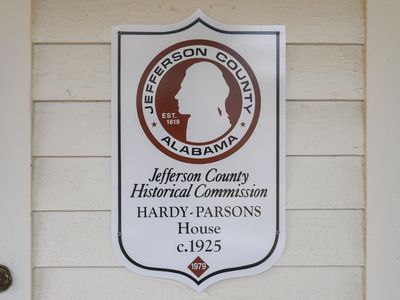 JEFFERSON COUNTY
EST.
1819
ALABAMA
Jefferson County
Historical Commission
HARDY-PARSONS
House
c.1925
1979